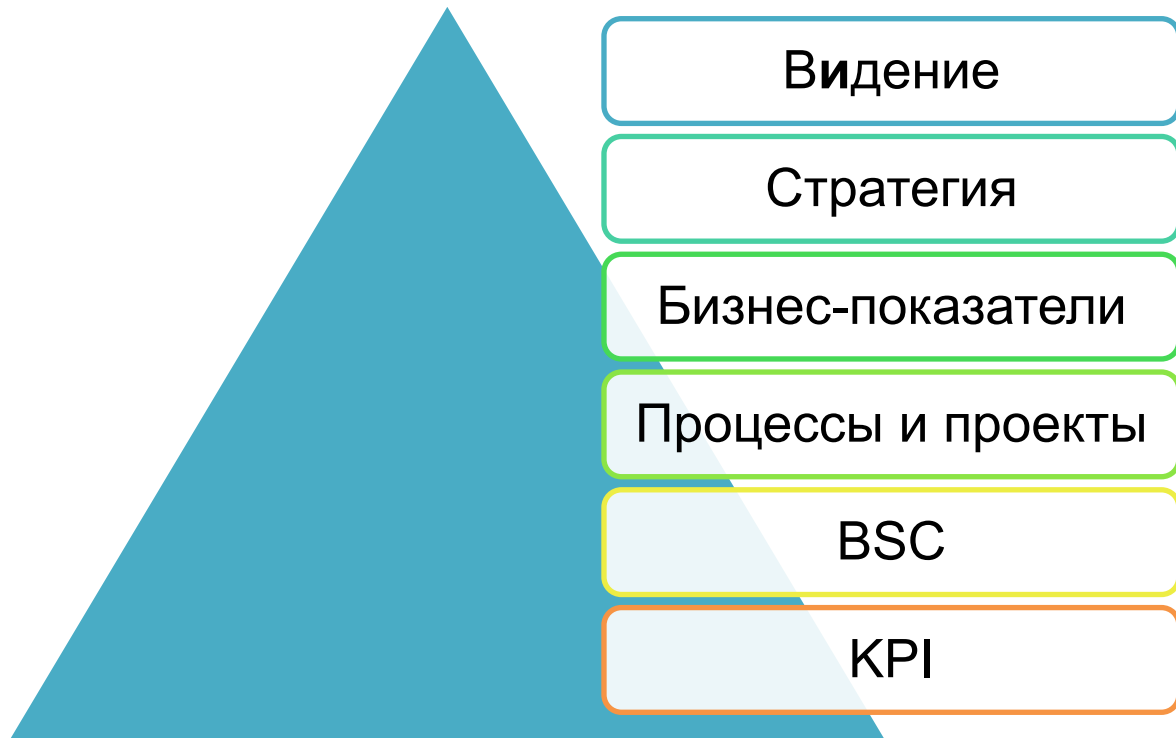 Видение
Стратегия
Бизнес-показатели
Процессы и проекты
BSC
KPI